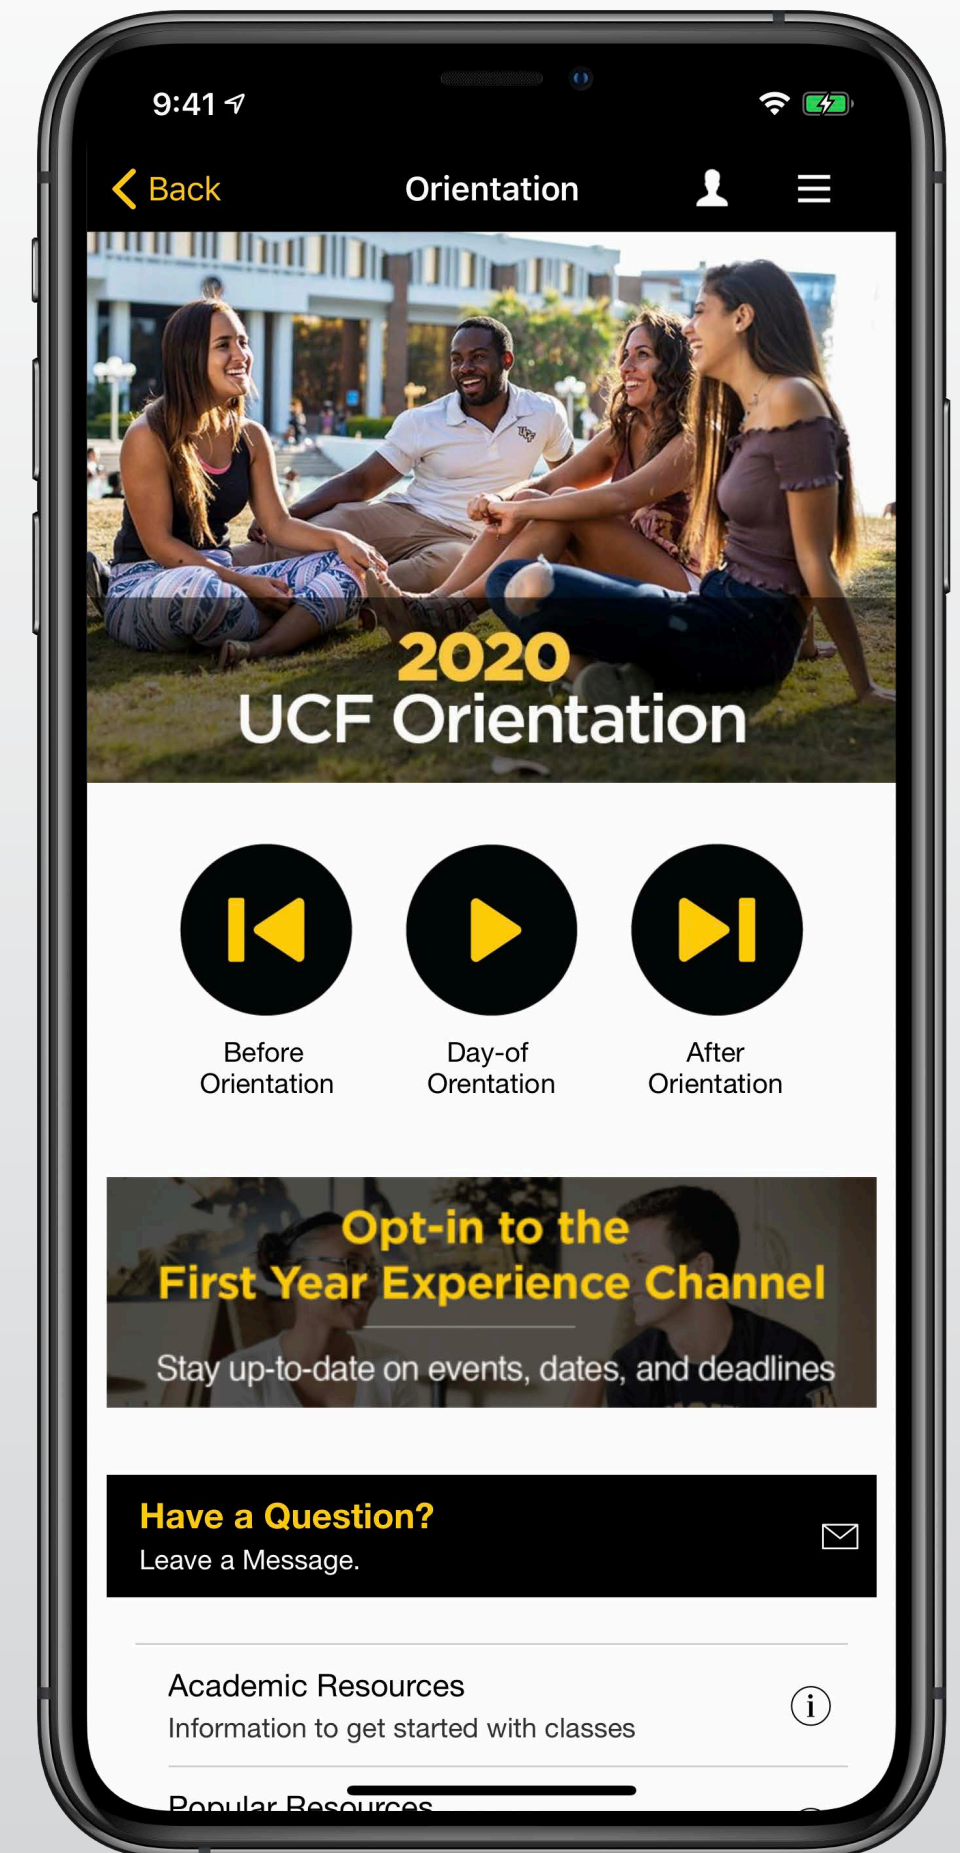 9:41
Back
Orientation
UCF
2020
UCF Orientation
Before
Orientation
Day-of
Orentation
After
Orientation
Opt-in to the
First Year Experience Channel
Stay up-to-date on events, dates, and deadlines
Have a Question?
Leave a Message.
Academic Resources
Information to get started with classes
Popular Resources